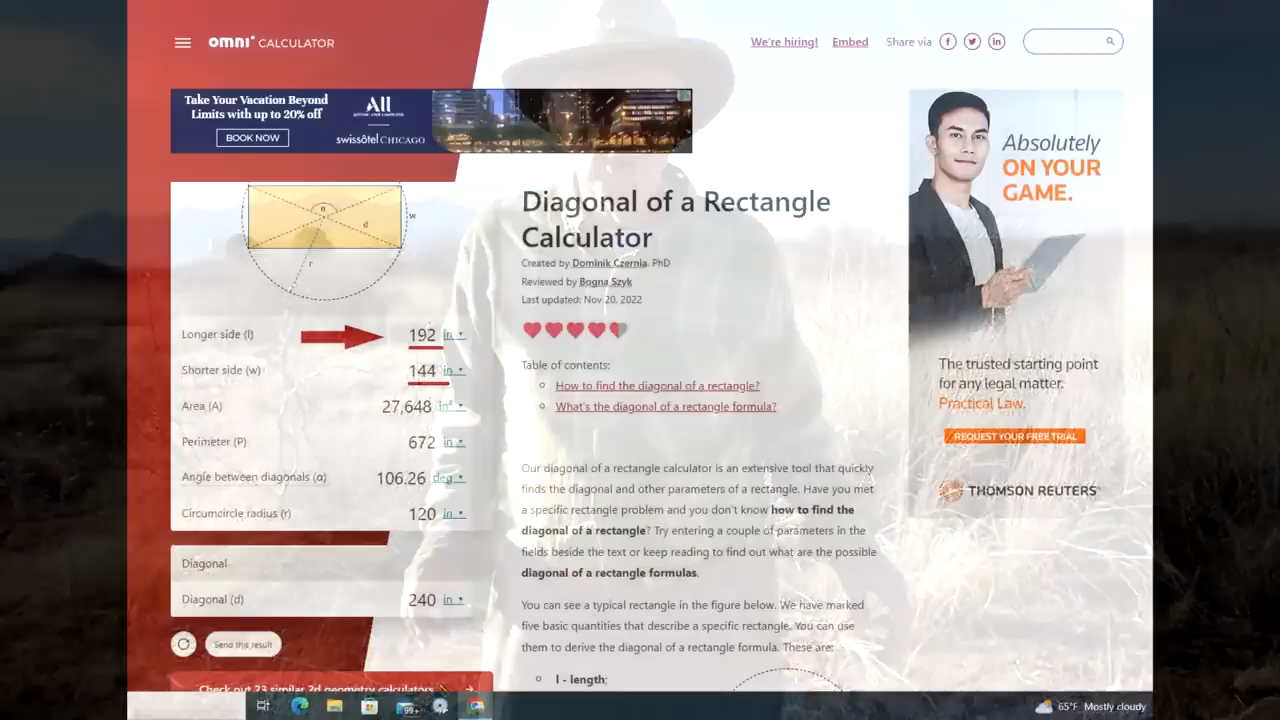 omni CALCULATOR
We're hiring! Embed Share via
Take Your Vacation Beyond
Limits with up to 20% off
BOOK NOW
All
swissôtel CHICAGO
Absolutely
ON YOUR
GAME.
α
d
w
r
Diagonal of a Rectangle
Calculator
Created by Dominik Czernia, PhD
Reviewed by Bogna Szyk
Last updated: Nov 20, 2022
Longer side (l) 192 in
Shorter side (w) 144 in
Area (A) 27,648 in²
Perimeter (P) 672 in
Angle between diagonals (α) 106.26 deg
Circumcircle radius (r) 120 in
Diagonal
Diagonal (d) 240 in
Send this result
Check out 23 similar 2d geometry calculators
Table of contents:
How to find the diagonal of a rectangle?
What's the diagonal of a rectangle formula?
Our diagonal of a rectangle calculator is an extensive tool that quickly
finds the diagonal and other parameters of a rectangle. Have you met
a specific rectangle problem and you don't know how to find the
diagonal of a rectangle? Try entering a couple of parameters in the
fields beside the text or keep reading to find out what are the possible
diagonal of a rectangle formulas.
You can see a typical rectangle in the figure below. We have marked
five basic quantities that describe a specific rectangle. You can use
them to derive the diagonal of a rectangle formula. These are:
l - length;
The trusted starting point
for any legal matter.
Practical Law.
REQUEST YOUR FREE TRIAL
THOMSON REUTERS
99+
65°F Mostly cloudy